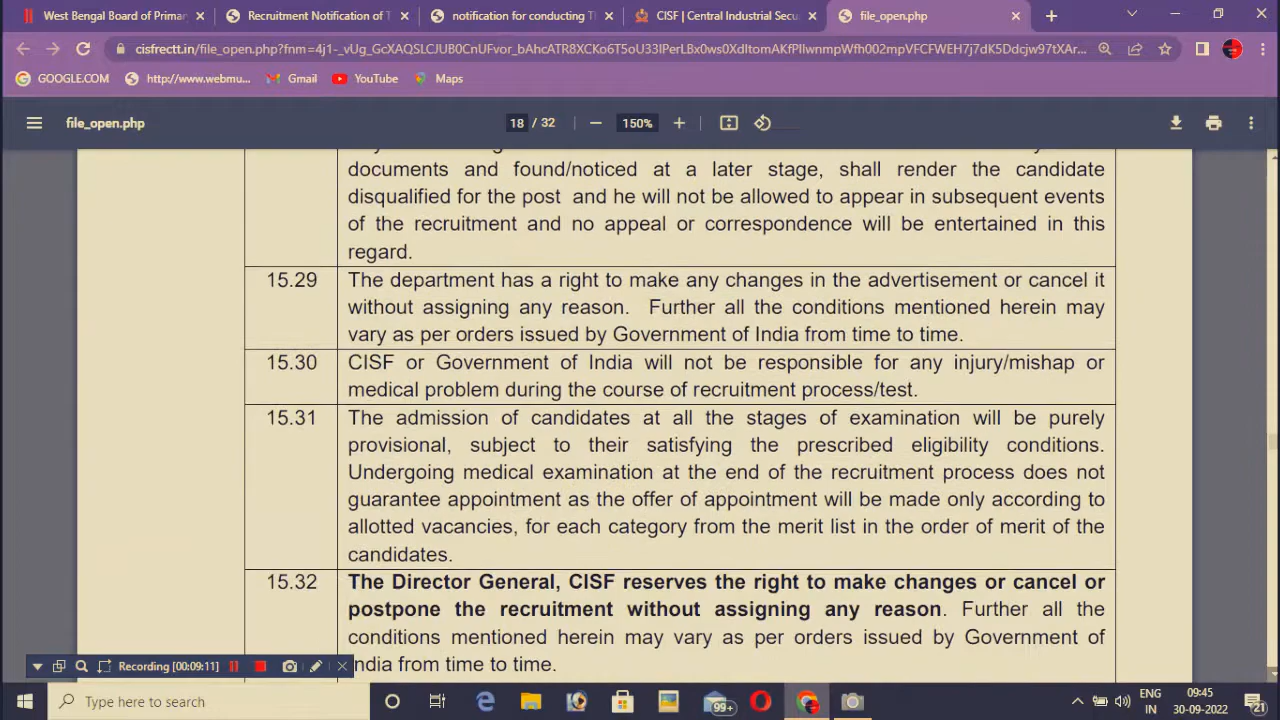 West Bengal Board of Primar
Recruitment Notification of T
notification for conducting Th
CISF | Central Industrial Secu
file_open.php
cisfrectt.in/file_open.php?fnm=4j1-_vUg_GcXAQSLCJUB0CnUFvor_bAhcATR8XCKo6T5oU33IPerLBx0ws0XdItomAKfPIIwnmpWfh002mpVFCFWEH7j7dK5Ddcjw97tXAr...
GOOGLE.COM
http://www.webmu...
Gmail
YouTube
Maps
file_open.php
18 / 32
150%
documents and found/noticed at a later stage, shall render the candidate
disqualified for the post and he will not be allowed to appear in subsequent events
of the recruitment and no appeal or correspondence will be entertained in this
regard.
15.29 The department has a right to make any changes in the advertisement or cancel it
without assigning any reason. Further all the conditions mentioned herein may
vary as per orders issued by Government of India from time to time.
15.30 CISF or Government of India will not be responsible for any injury/mishap or
medical problem during the course of recruitment process/test.
15.31 The admission of candidates at all the stages of examination will be purely
provisional, subject to their satisfying the prescribed eligibility conditions.
Undergoing medical examination at the end of the recruitment process does not
guarantee appointment as the offer of appointment will be made only according to
allotted vacancies, for each category from the merit list in the order of merit of the
candidates.
15.32 The Director General, CISF reserves the right to make changes or cancel or
postpone the recruitment without assigning any reason. Further all the
conditions mentioned herein may vary as per orders issued by Government of
India from time to time.
Recording [00:09:11]
Type here to search
99+
ENG
IN
09:45
30-09-2022
21